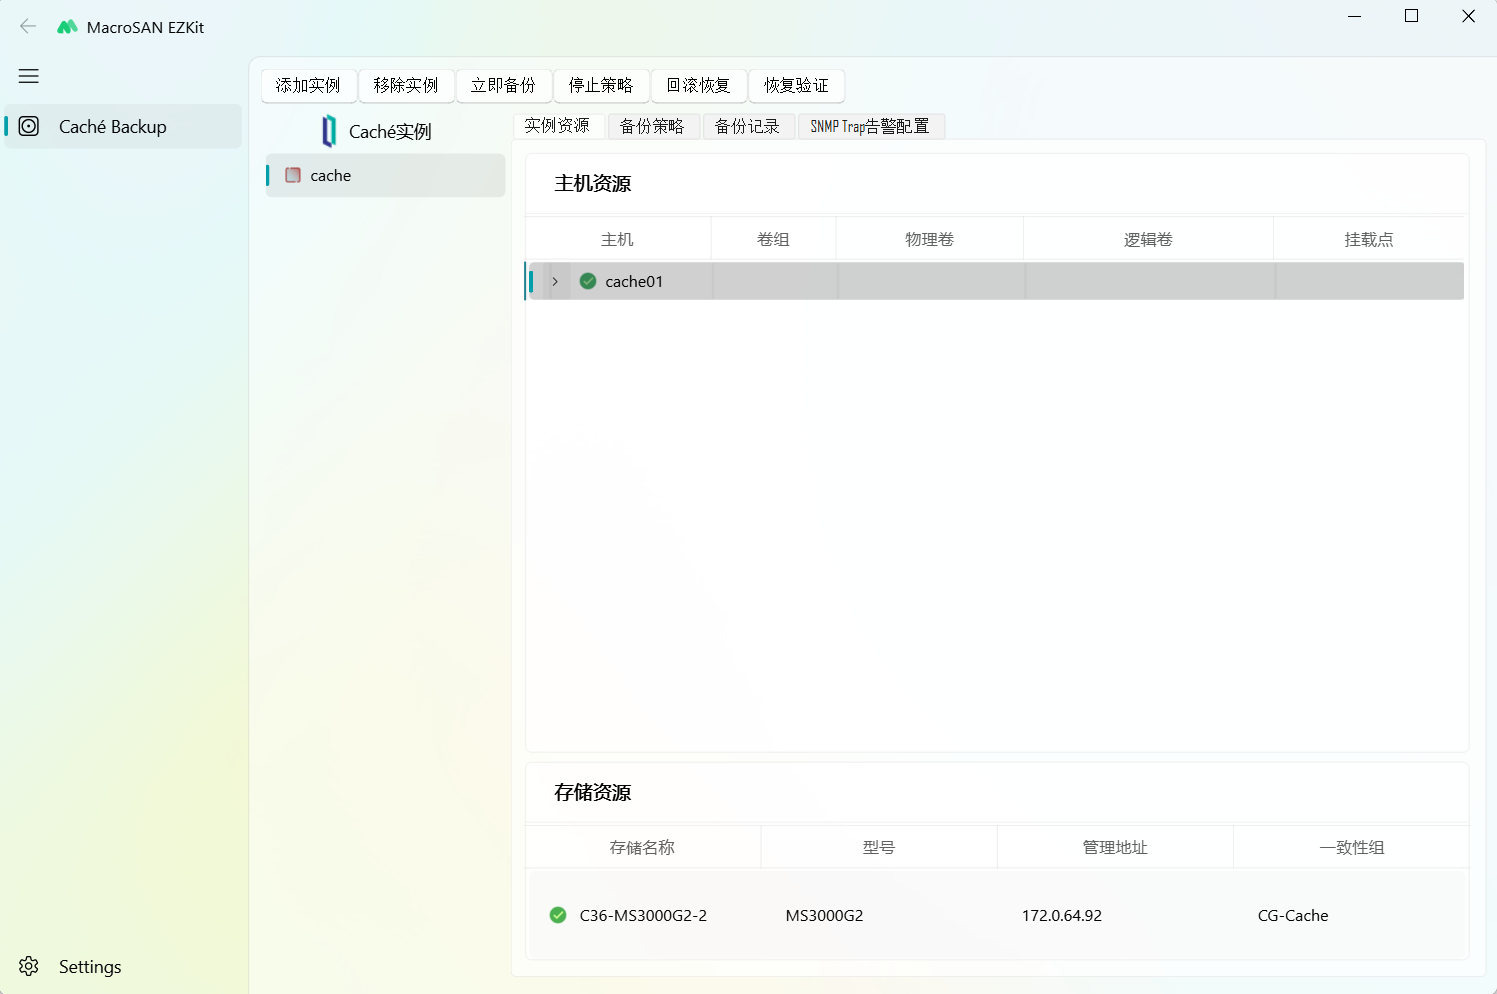 MacroSAN EZKit
Caché Backup
添加实例 移除实例 立即备份 停止策略 回滚恢复 恢复验证
Caché实例
cache
实例资源 备份策略 备份记录 SNMP Trap告警配置
主机资源
主机 卷组 物理卷 逻辑卷 挂载点
cache01
存储资源
存储名称 型号 管理地址 一致性组
C36-MS3000G2-2 MS3000G2 172.0.64.92 CG-Cache
Settings